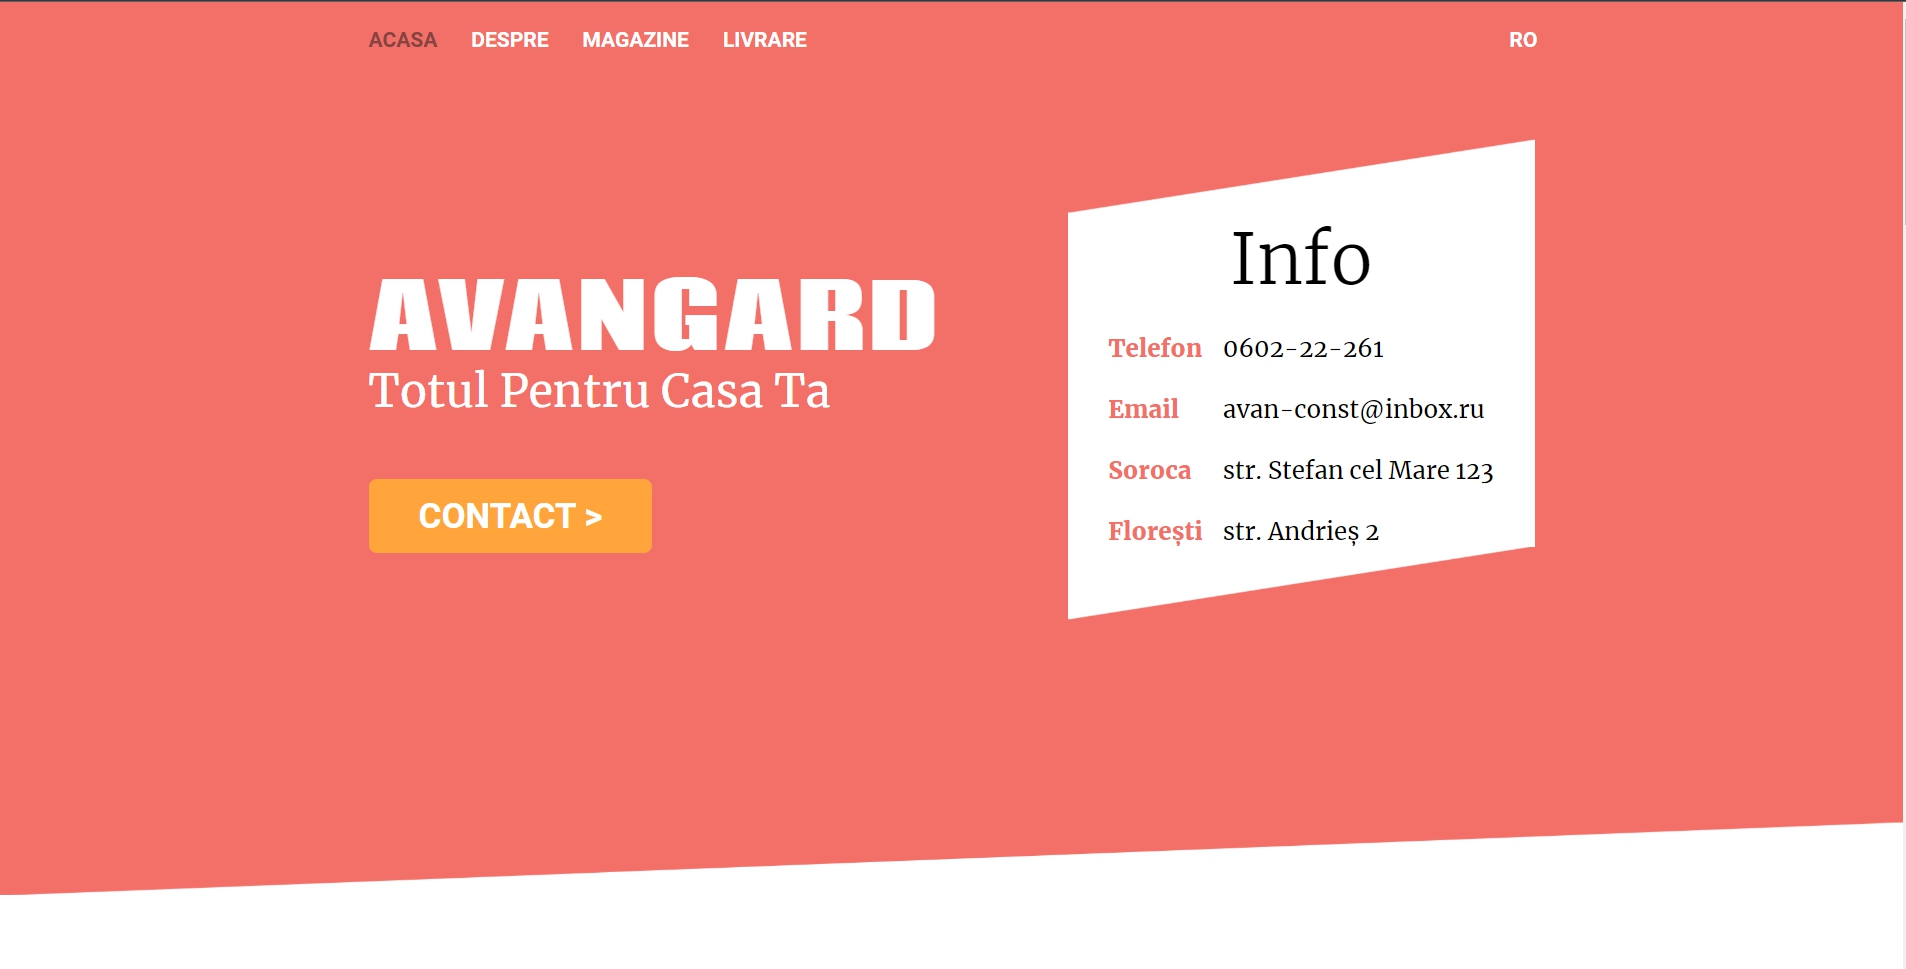 ACASA DESPRE MAGAZINE LIVRARE RO
AVANGARD
Totul Pentru Casa Ta
CONTACT >
Info
Telefon 0602-22-261
Email avan-const@inbox.ru
Soroca str. Stefan cel Mare 123
Florești str. Andrieș 2